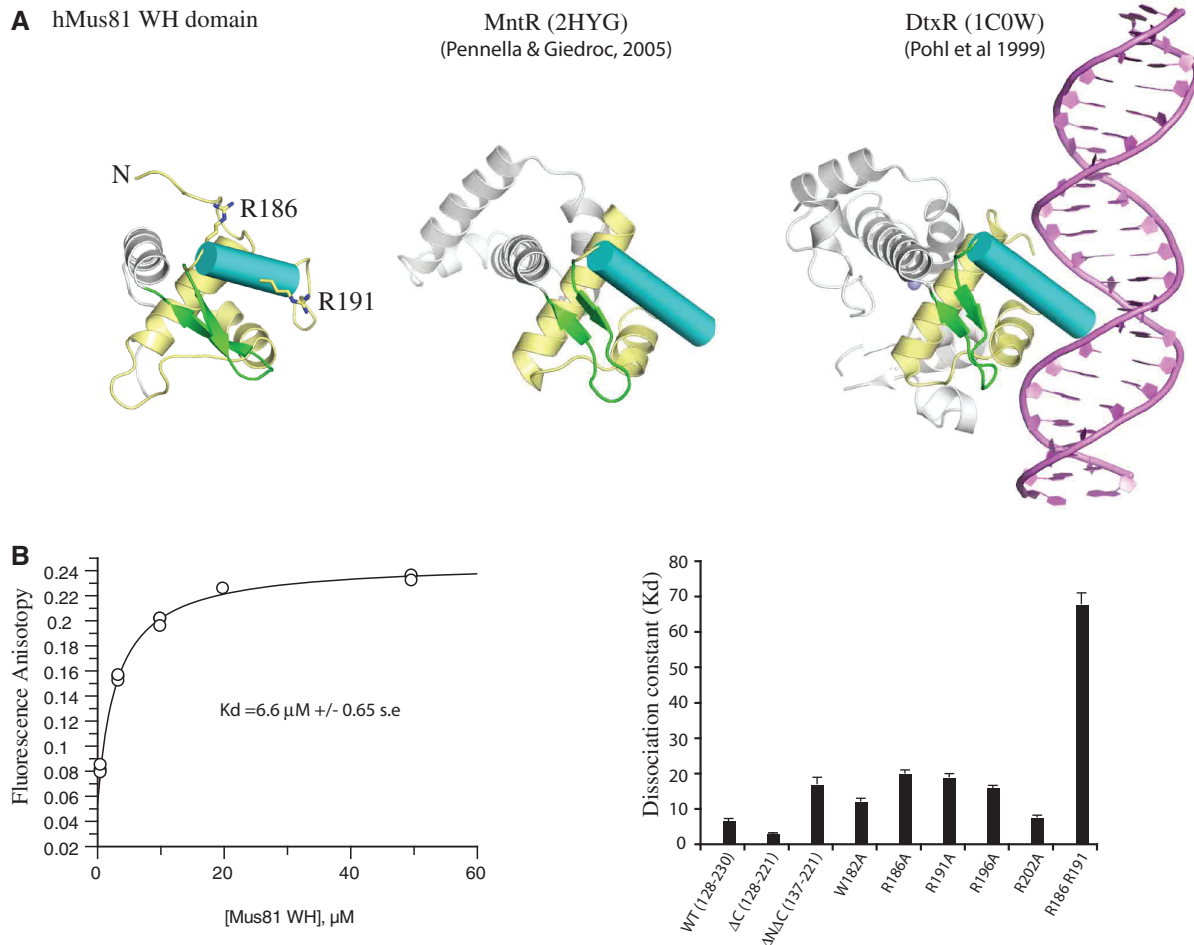 A hMus81 WH domain
MntR (2HYG)
(Pennella & Giedroc, 2005)
DtxR (1C0W)
(Pohl et al 1999)
N
R186
R191
B
Fluorescence Anisotopy
0.24
0.22
0.2
0.18
0.16
0.14
0.12
0.1
0.08
0.06
0.04
0.02
Kd =6.6 µM +/- 0.65 s.e
0 20 40 60
[Mus81 WH], µM
Dissociation constant (Kd)
80
70
60
50
40
30
20
10
0
WT (128-230)
ΔC (128-221)
ΔNΔC (137-221)
W182A
R186A
R191A
R196A
R202A
R186 R191